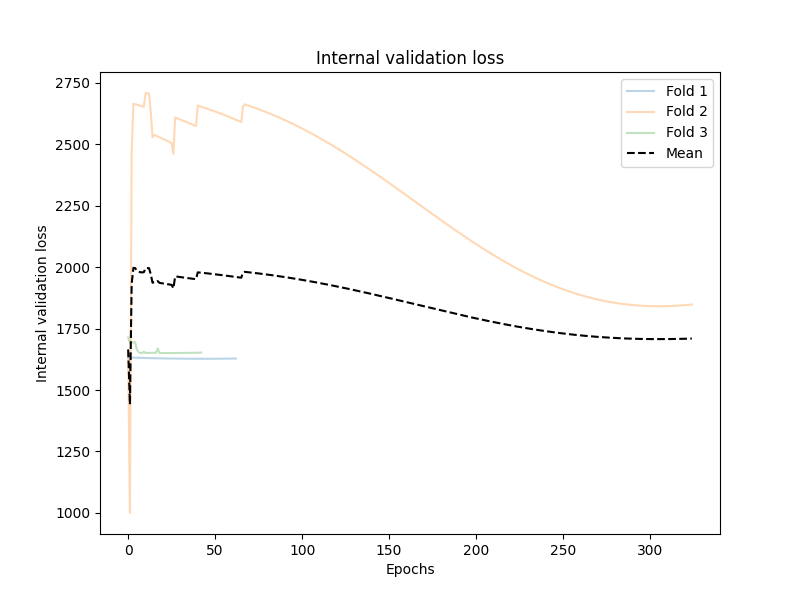 Internal validation loss
Internal validation loss
2750
2500
2250
2000
1750
1500
1250
1000
0
50
100
150
200
250
300
Epochs
Fold 1
Fold 2
Fold 3
Mean